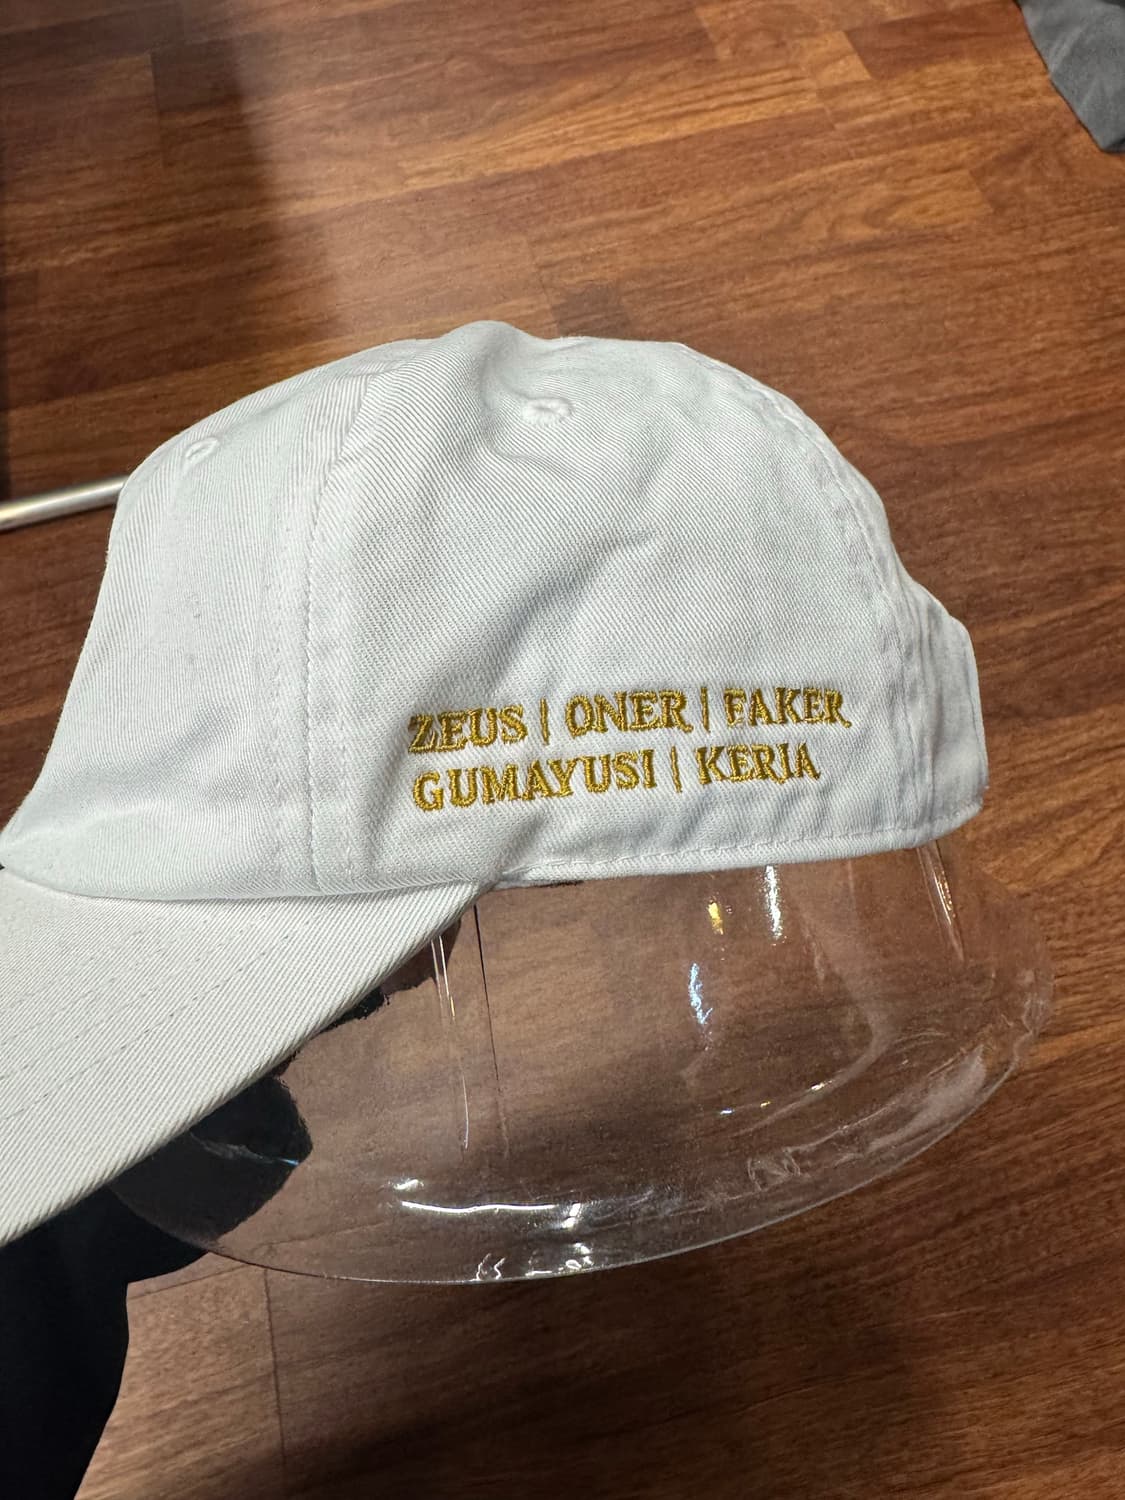 ZEUS | ONER | FAKER
GUMAYUSI | KERIA